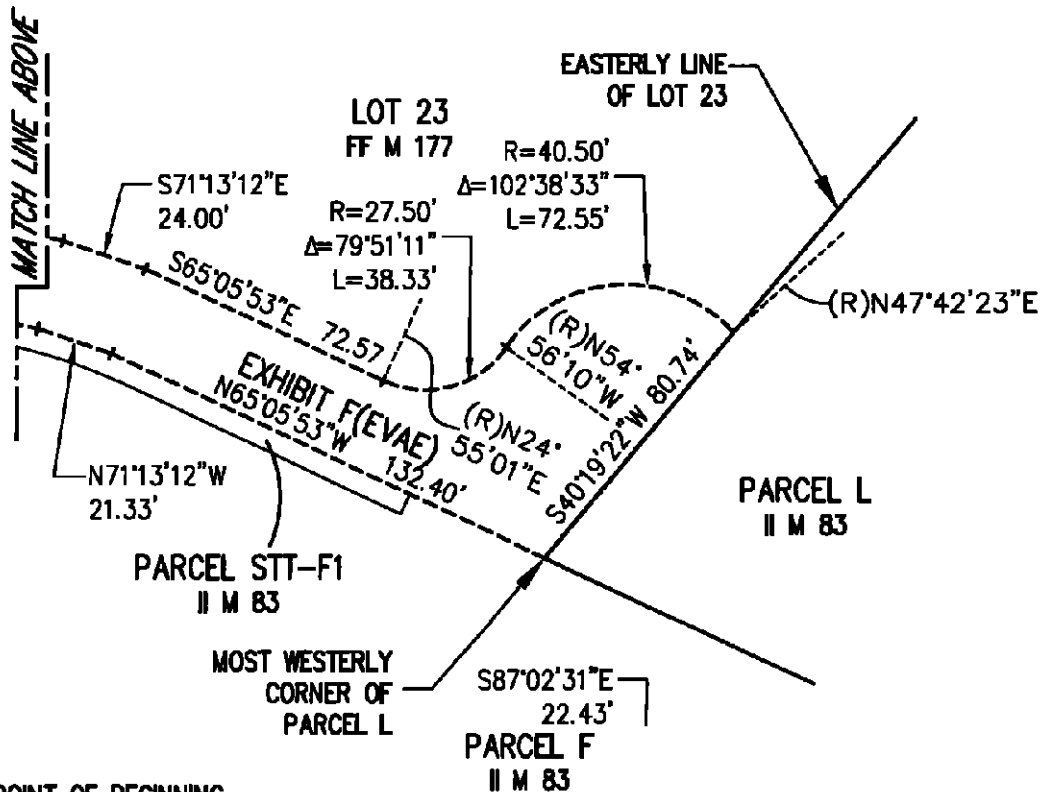 MATCH LINE ABOVE
EASTERLY LINE
OF LOT 23
LOT 23
FF M 177
R=40.50'
Δ=102°38'33"
L=72.55'
S71°13'12"E
24.00'
R=27.50'
Δ=79°51'11"
L=38.33'
S65°05'53"E 72.57
(R)N47°42'23"E
(R)N54°
56'10"W
EXHIBIT F(EVAE)
N65°05'53"W 132.40'
(R)N24°
55'01"E
S40°19'22"W 80.74'
N71°13'12"W
21.33'
PARCEL L
II M 83
PARCEL STT-F1
II M 83
MOST WESTERLY
CORNER OF
PARCEL L
S87°02'31"E
22.43'
PARCEL F
II M 83
POINT OF BEGINNING